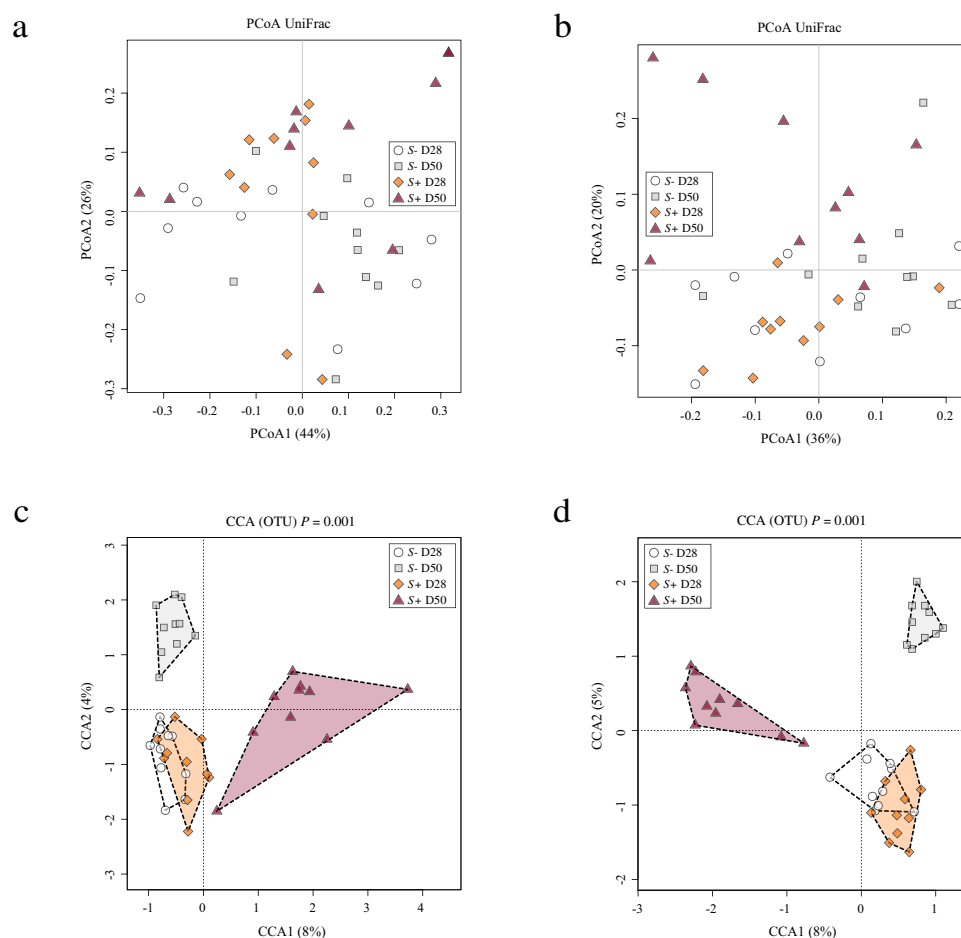 a
PCoA UniFrac
PCoA2 (26%)
0.2
0.1
0.0
-0.1
-0.2
-0.3
S- D28
S- D50
S+ D28
S+ D50
-0.3 -0.2 -0.1 0.0 0.1 0.2 0.3
PCoA1 (44%)
b
PCoA UniFrac
PCoA2 (20%)
0.2
0.1
0.0
-0.1
S- D28
S- D50
S+ D28
S+ D50
-0.2 -0.1 0.0 0.1 0.2
PCoA1 (36%)
c
CCA (OTU) P = 0.001
CCA2 (4%)
3
2
1
0
-1
-2
-3
S- D28
S- D50
S+ D28
S+ D50
-1 0 1 2 3 4
CCA1 (8%)
d
CCA (OTU) P = 0.001
CCA2 (5%)
2
1
0
-1
-2
S- D28
S- D50
S+ D28
S+ D50
-3 -2 -1 0 1
CCA1 (8%)